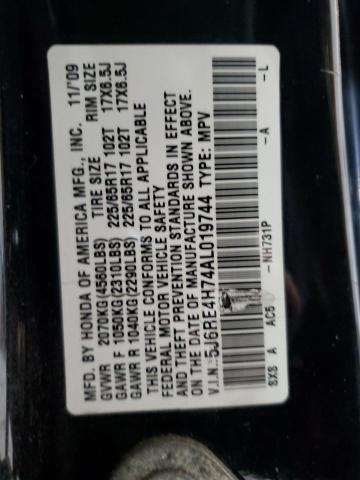 MFD. BY HONDA OF AMERICA MFG., INC. 11/'09
TIRE SIZE RIM SIZE
GVWR 2070KG(4560LBS)
GAWR F 1050KG(2310LBS) 225/65R17 102T 17X6.5J
GAWR R 1040KG(2290LBS) 225/65R17 102T 17X6.5J
THIS VEHICLE CONFORMS TO ALL APPLICABLE
FEDERAL MOTOR VEHICLE SAFETY
AND THEFT PREVENTION STANDARDS IN EFFECT
ON THE DATE OF MANUFACTURE SHOWN ABOVE.
V.I.N:5J6RE4H74AL019744 TYPE: MPV
NH731P -A -L
SXS A AC5